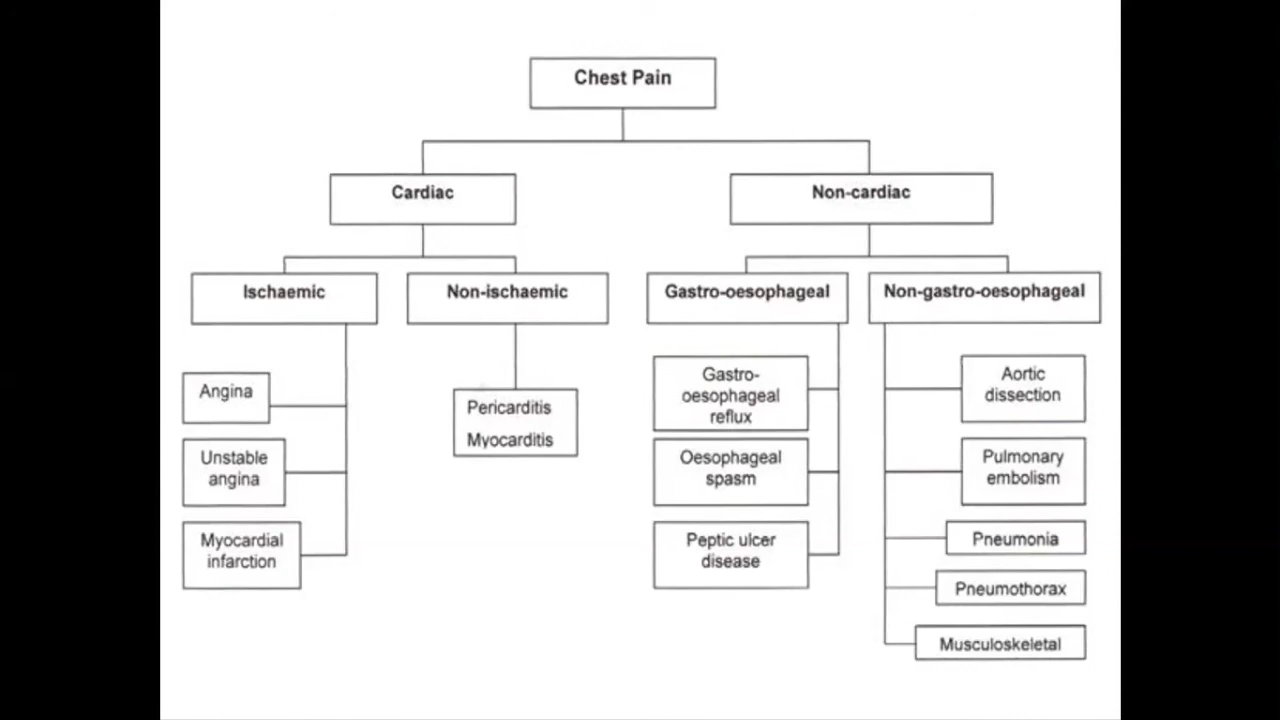 Chest Pain
Cardiac
Non-cardiac
Ischaemic
Non-ischaemic
Gastro-oesophageal
Non-gastro-oesophageal
Angina
Unstable
angina
Myocardial
infarction
Pericarditis
Myocarditis
Gastro-
oesophageal
reflux
Oesophageal
spasm
Peptic ulcer
disease
Aortic
dissection
Pulmonary
embolism
Pneumonia
Pneumothorax
Musculoskeletal